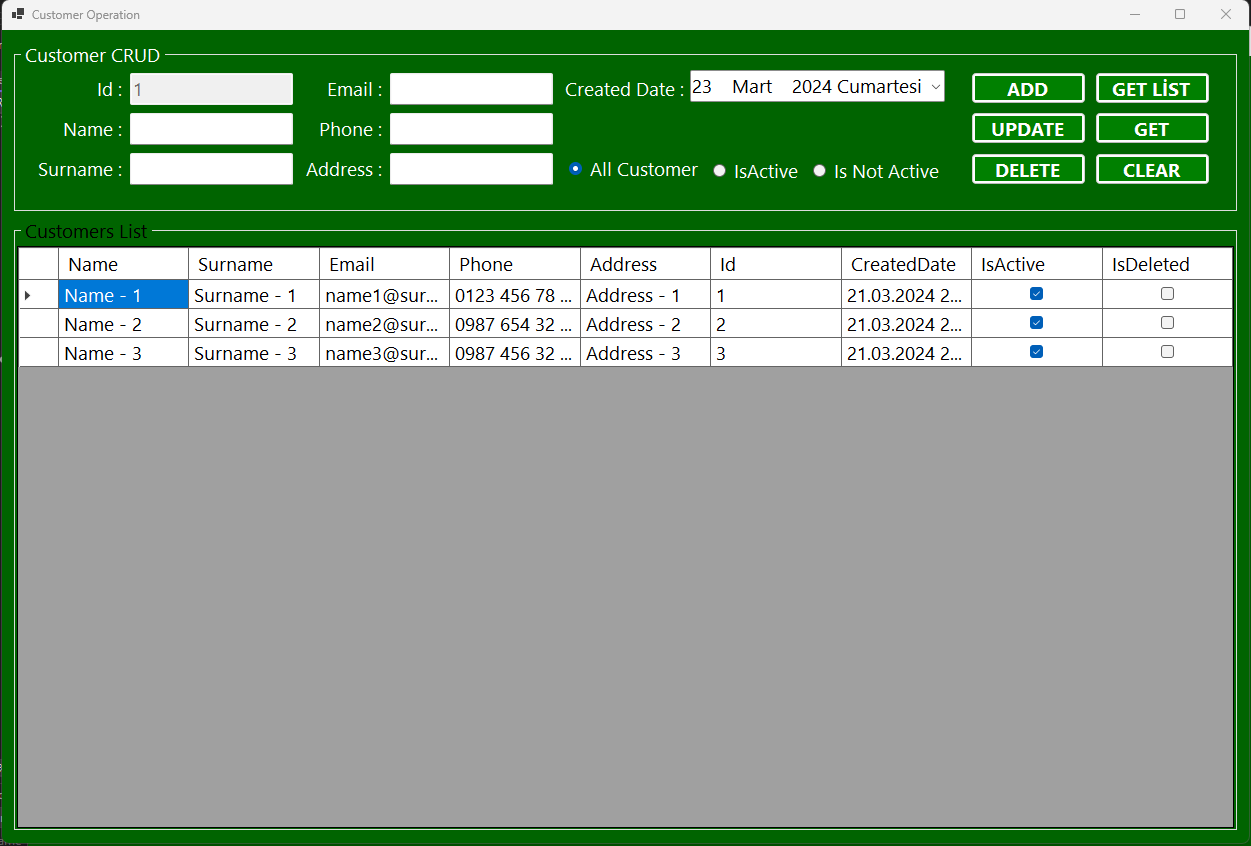 Customer Operation
Customer CRUD
Id : 1 Email : Created Date : 23 Mart 2024 Cumartesi ADD GET LİST
Name : Phone : UPDATE GET
Surname : Address : All Customer IsActive Is Not Active DELETE CLEAR
Customers List
Name Surname Email Phone Address Id CreatedDate IsActive IsDeleted
Name - 1 Surname - 1 name1@sur... 0123 456 78 ... Address - 1 1 21.03.2024 2...
Name - 2 Surname - 2 name2@sur... 0987 654 32 ... Address - 2 2 21.03.2024 2...
Name - 3 Surname - 3 name3@sur... 0987 456 32 ... Address - 3 3 21.03.2024 2...